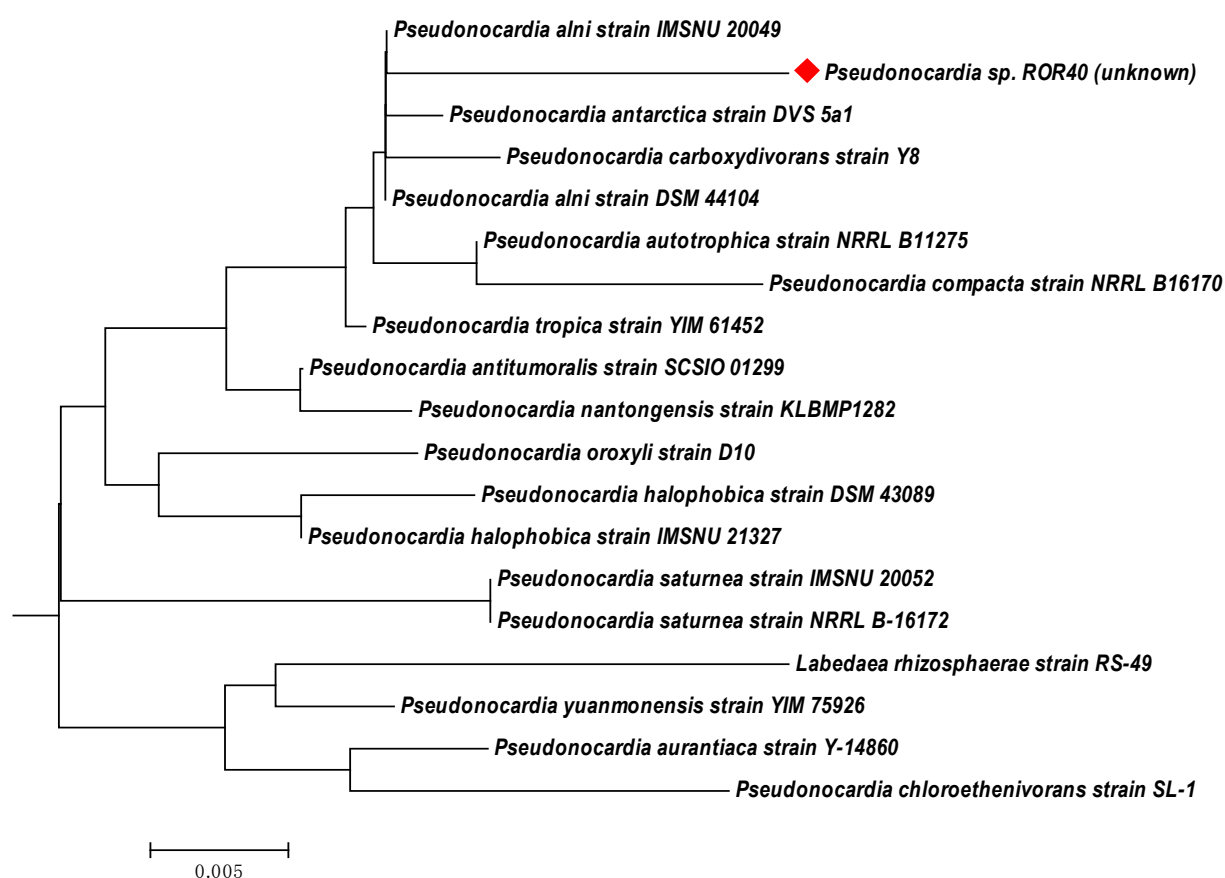 Pseudonocardia alni strain IMSNU 20049
Pseudonocardia sp. ROR40 (unknown)
Pseudonocardia antarctica strain DVS 5a1
Pseudonocardia carboxydivorans strain Y8
Pseudonocardia alni strain DSM 44104
Pseudonocardia autotrophica strain NRRL B11275
Pseudonocardia compacta strain NRRL B16170
Pseudonocardia tropica strain YIM 61452
Pseudonocardia antitumoralis strain SCSIO 01299
Pseudonocardia nantongensis strain KLBMP1282
Pseudonocardia oroxyli strain D10
Pseudonocardia halophobica strain DSM 43089
Pseudonocardia halophobica strain IMSNU 21327
Pseudonocardia saturnea strain IMSNU 20052
Pseudonocardia saturnea strain NRRL B-16172
Labedaea rhizosphaerae strain RS-49
Pseudonocardia yuanmonensis strain YIM 75926
Pseudonocardia aurantiaca strain Y-14860
Pseudonocardia chloroethenivorans strain SL-1
0.005